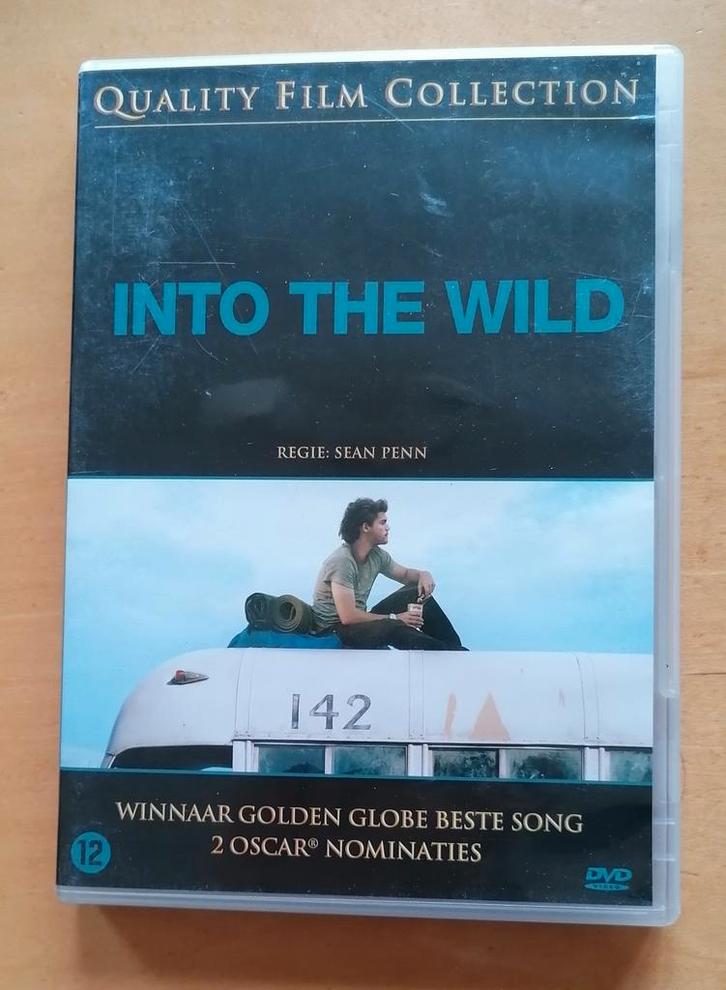 QUALITY FILM COLLECTION
INTO THE WILD
REGIE: SEAN PENN
142
WINNAAR GOLDEN GLOBE BESTE SONG
2 OSCAR® NOMINATIES
12
DVD
VIDEO